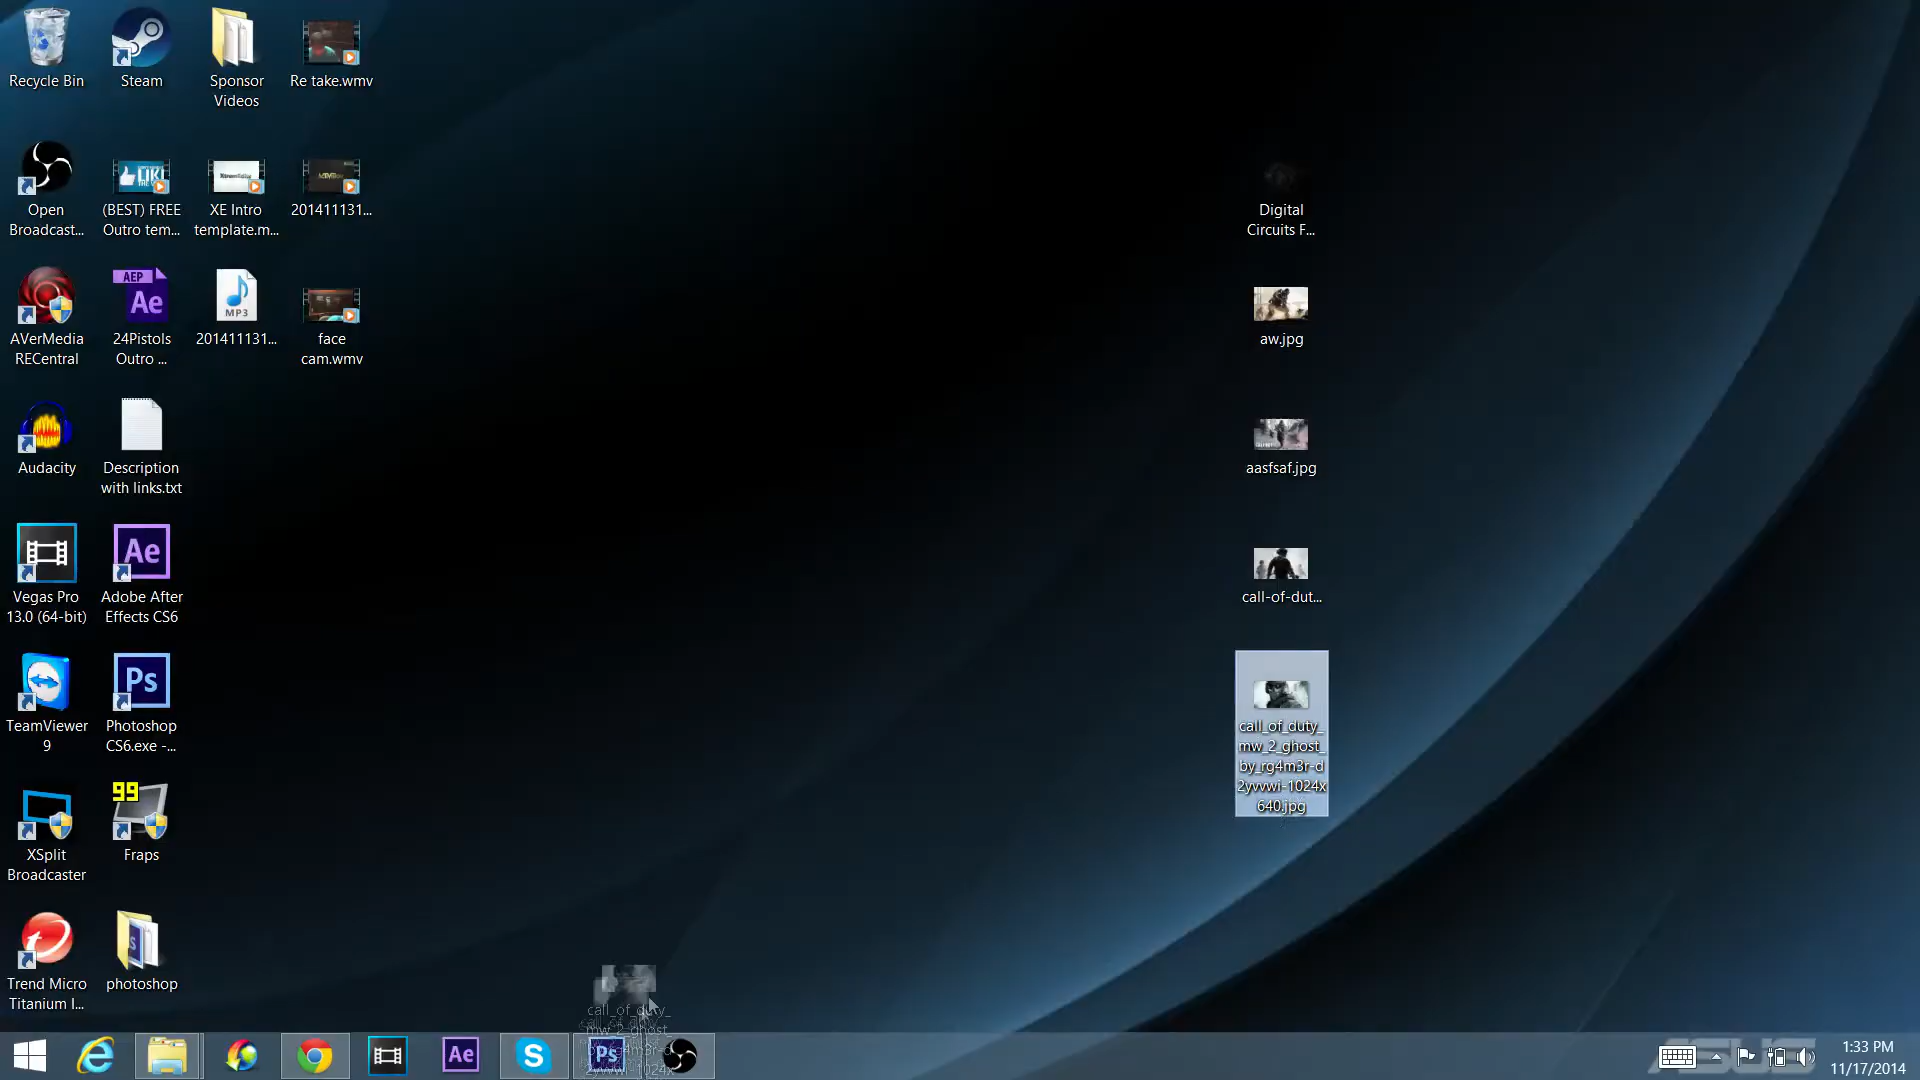 Recycle Bin
Steam
Sponsor
Videos
Re take.wmv
Open
Broadcast...
(BEST) FREE
Outro tem...
XE Intro
template.m...
201411131...
Digital
Circuits F...
AEP
Ae
MP3
AVerMedia
RECentral
24Pistols
Outro ...
201411131...
face
cam.wmv
aw.jpg
Audacity
Description
with links.txt
aasfsaf.jpg
Ae
Vegas Pro
13.0 (64-bit)
Adobe After
Effects CS6
call-of-dut...
Ps
TeamViewer
9
Photoshop
CS6.exe -...
call_of_duty_
mw_2_ghost_
by_rg4m3r-d
2yvvwi-1024x
640.jpg
99
XSplit
Broadcaster
Fraps
Trend Micro
Titanium I...
photoshop
call_of_duty_
mw_2_ghost_
Ae
S
Ps
ASUS
1:33 PM
11/17/2014